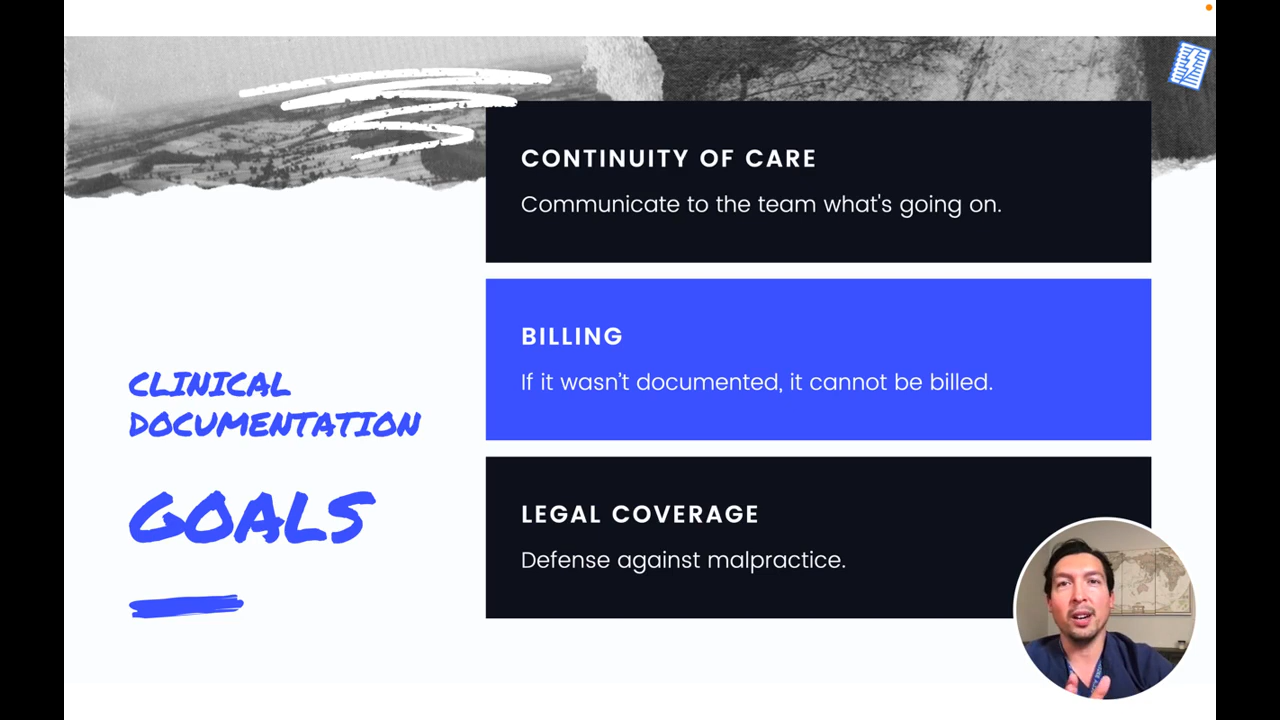 CLINICAL
DOCUMENTATION
GOALS
CONTINUITY OF CARE
Communicate to the team what's going on.
BILLING
If it wasn't documented, it cannot be billed.
LEGAL COVERAGE
Defense against malpractice.